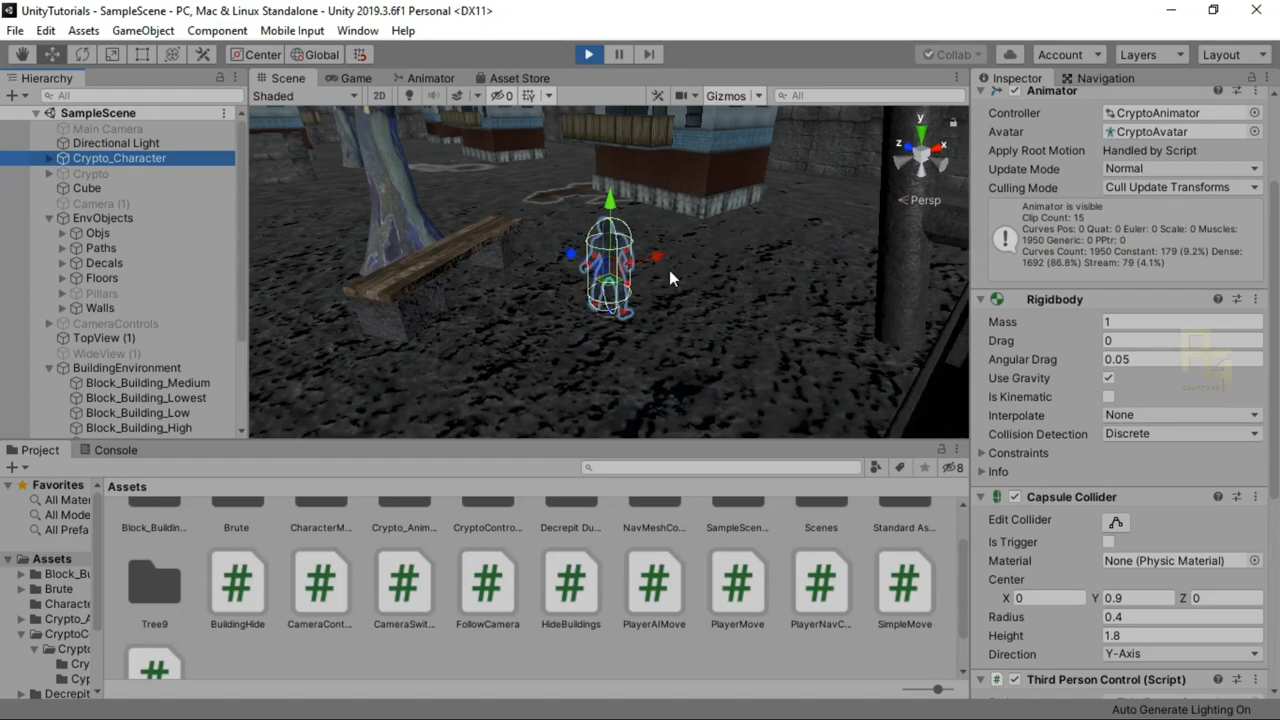 UnityTutorials - SampleScene - PC, Mac & Linux Standalone - Unity 2019.3.6f1 Personal <DX11>
File Edit Assets GameObject Component Mobile Input Window Help
Center Global Collab Account Layers Layout
Hierarchy
All
SampleScene
Main Camera
Directional Light
Crypto_Character
Crypto
Cube
Camera (1)
EnvObjects
Objs
Paths
Decals
Floors
Pillars
Walls
CameraControls
TopView (1)
WideView (1)
BuildingEnvironment
Block_Building_Medium
Block_Building_Lowest
Block_Building_Low
Block_Building_High
Scene Game Animator Asset Store
Shaded 2D 0 Gizmos All
y
z x
Persp
Inspector Navigation
Animator
Controller CryptoAnimator
Avatar CryptoAvatar
Apply Root Motion Handled by Script
Update Mode Normal
Culling Mode Cull Update Transforms
Animator is visible
Clip Count: 15
Curves Pos: 0 Quat: 0 Euler: 0 Scale: 0 Muscles:
1950 Generic: 0 PPtr: 0
Curves Count: 1950 Constant: 179 (9.2%) Dense:
1692 (86.8%) Stream: 79 (4.1%)
Rigidbody
Mass 1
Drag 0
Angular Drag 0.05
Use Gravity
Is Kinematic
Interpolate None
Collision Detection Discrete
Constraints
Info
Capsule Collider
Edit Collider
Is Trigger
Material None (Physic Material)
Center
X 0 Y 0.9 Z 0
Radius 0.4
Height 1.8
Direction Y-Axis
Third Person Control (Script)
Project Console
8
Favorites
All Mater
All Mode
All Prefa
Assets
Block_Bu
Brute
Characte
Crypto_A
CryptoC
Crypto
Cry
Cyp
Decrepit
Assets
Block_Buildin... Brute CharacterM... Crypto_Anim... CryptoContro... Decrepit Du... NavMeshCo... SampleScen... Scenes Standard As...
Tree9 BuildingHide CameraCont... CameraSwit... FollowCamera HideBuildings PlayerAIMove PlayerMove PlayerNavC... SimpleMove
Auto Generate Lighting On